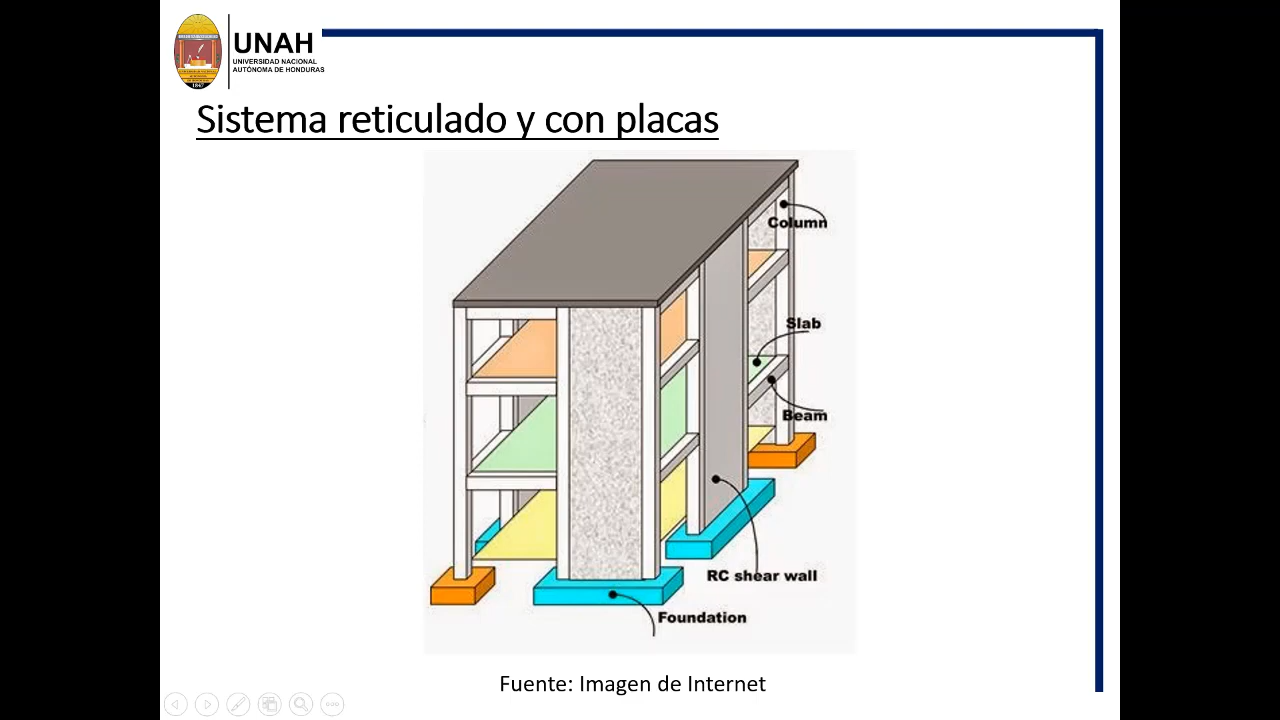 UNAH
UNIVERSIDAD NACIONAL
AUTÓNOMA DE HONDURAS
Sistema reticulado y con placas
Column
Slab
Beam
RC shear wall
Foundation
Fuente: Imagen de Internet